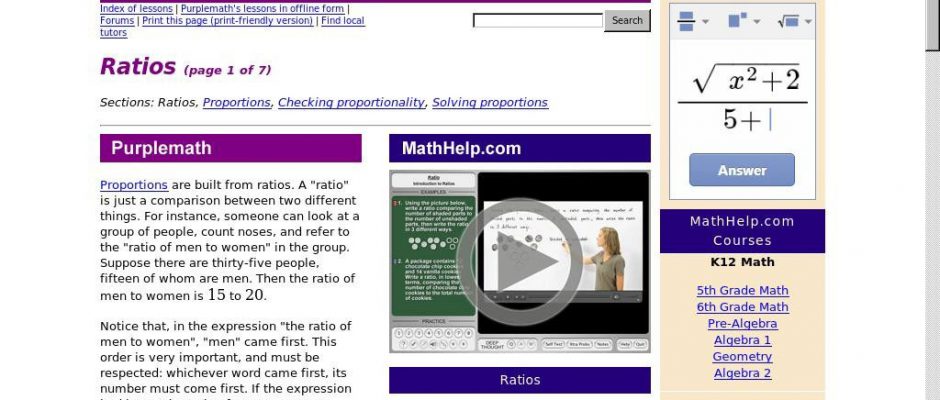 Index of lessons | Purplemath's lessons in offline form |
Forums | Print this page (print-friendly version) | Find local
tutors
Search
Ratios (page 1 of 7)
Sections: Ratios, Proportions, Checking proportionality, Solving proportions
Purplemath
Proportions are built from ratios. A "ratio"
is just a comparison between two different
things. For instance, someone can look at a
group of people, count noses, and refer to
the "ratio of men to women" in the group.
Suppose there are thirty-five people,
fifteen of whom are men. Then the ratio of
men to women is 15 to 20.
Notice that, in the expression "the ratio of
men to women", "men" came first. This
order is very important, and must be
respected: whichever word came first, its
number must come first. If the expression
MathHelp.com
Ratio
Introduction to Ratios
EXAMPLES
1. Using the picture below,
write a ratio comparing the
number of shaded parts to
the number of unshaded
parts, then write the ratio
in 3 different ways.
2. A package contains
chocolate chip cookies
and 14 vanilla cookies
Write a ratio, in lowest
terms, comparing the
number of chocolate
cookies to the total number
of cookies.
PRACTICE
DEEP
THOUGHT
Self Test
Xtra Probs
Notes
Help
Quit
Ratios
√x²+2
5+
Answer
MathHelp.com
Courses
K12 Math
5th Grade Math
6th Grade Math
Pre-Algebra
Algebra 1
Geometry
Algebra 2